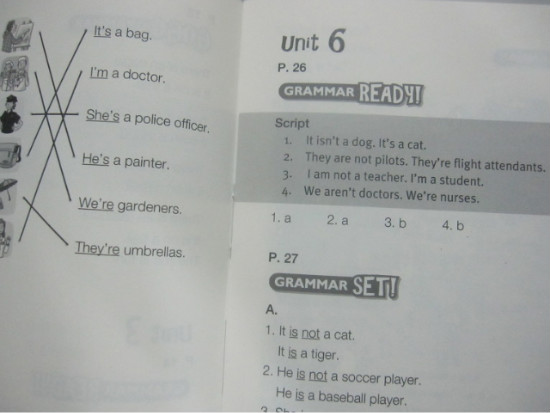 It's a bag.
I'm a doctor.
She's a police officer.
He's a painter.
We're gardeners.
They're umbrellas.
Unit 6
P. 26
GRAMMAR READY!
Script
1. It isn't a dog. It's a cat.
2. They are not pilots. They're flight attendants.
3. I am not a teacher. I'm a student.
4. We aren't doctors. We're nurses.
1. a 2. a 3. b 4. b
P. 27
GRAMMAR SET!
A.
1. It is not a cat.
It is a tiger.
2. He is not a soccer player.
He is a baseball player.
3. She